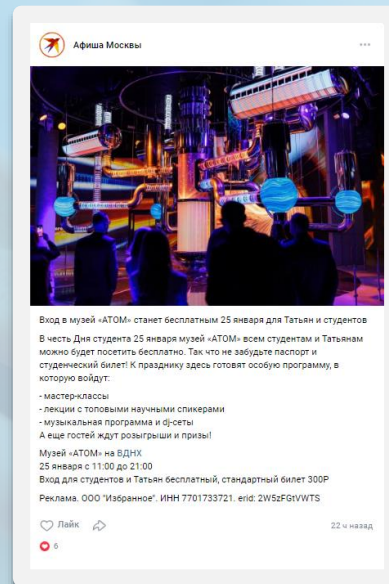 Афиша Москвы
Вход в музей «АТОМ» станет бесплатным 25 января для Татьян и студентов
В честь Дня студента 25 января музей «АТОМ» всем студентам и Татьянам
можно будет посетить бесплатно. Так что не забудьте паспорт и
студенческий билет! К празднику здесь готовят особую программу, в
которую войдут:
- мастер-классы
- лекции с топовыми научными спикерами
- музыкальная программа и dj-сеты
А еще гостей ждут розыгрыши и призы!
Музей «АТОМ» на ВДНХ
25 января с 11:00 до 21:00
Вход для студентов и Татьян бесплатный, стандартный билет 300Р
Реклама. ООО "Избранное". ИНН 7701733721. erid: 2W5zFGtVWTS
Лайк
22 ч назад
6